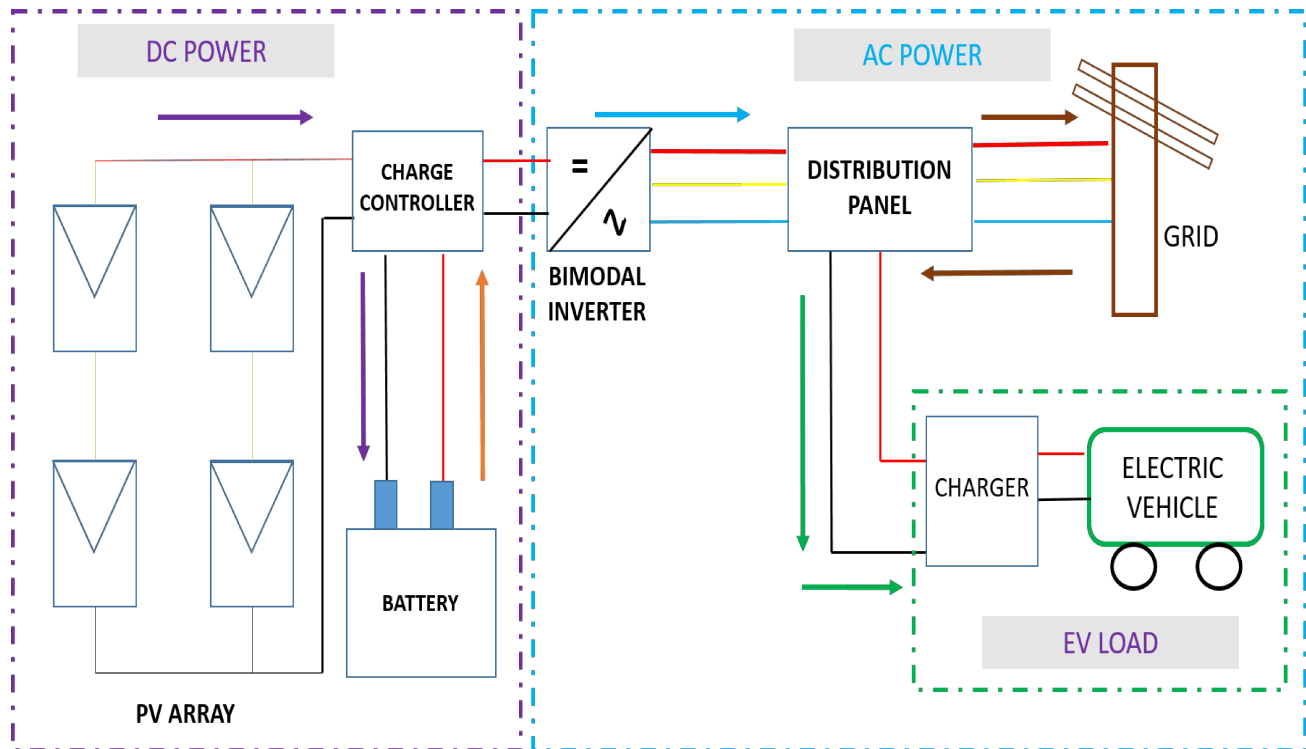 DC POWER
AC POWER
CHARGE
CONTROLLER
=
∿
BIMODAL
INVERTER
DISTRIBUTION
PANEL
GRID
CHARGER
ELECTRIC
VEHICLE
BATTERY
EV LOAD
PV ARRAY